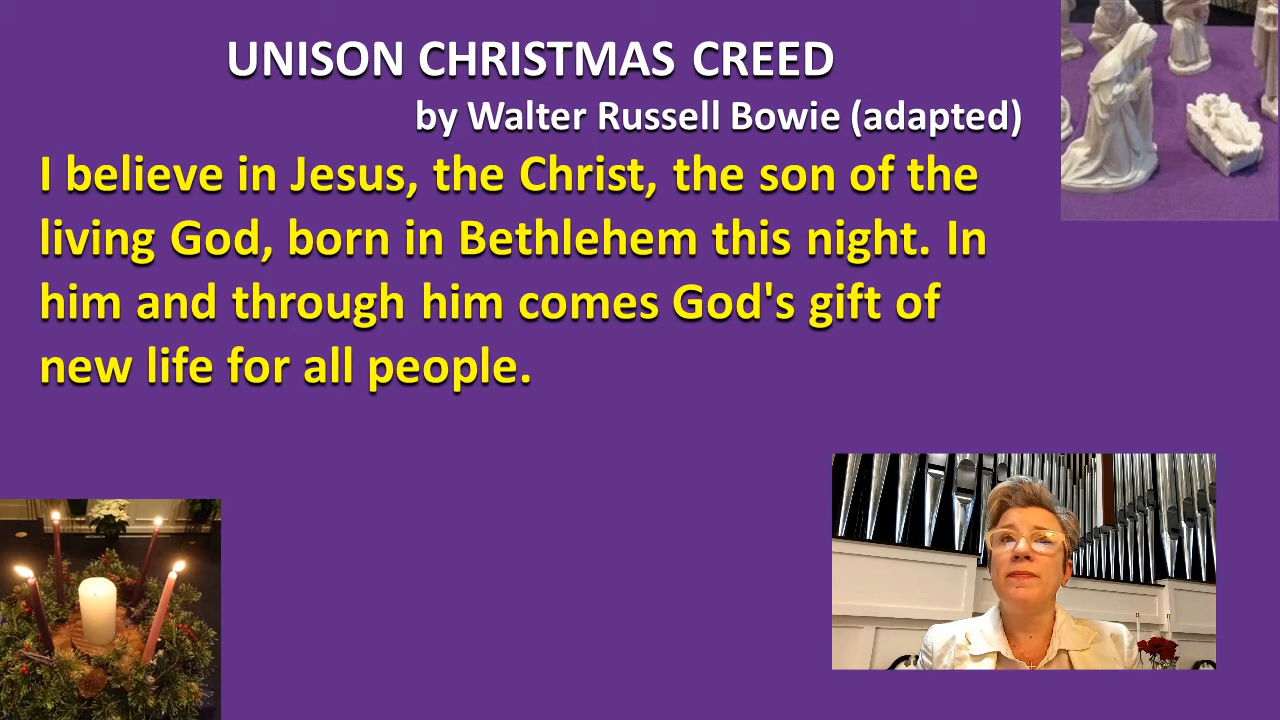 UNISON CHRISTMAS CREED
by Walter Russell Bowie (adapted)
I believe in Jesus, the Christ, the son of the
living God, born in Bethlehem this night. In
him and through him comes God's gift of
new life for all people.